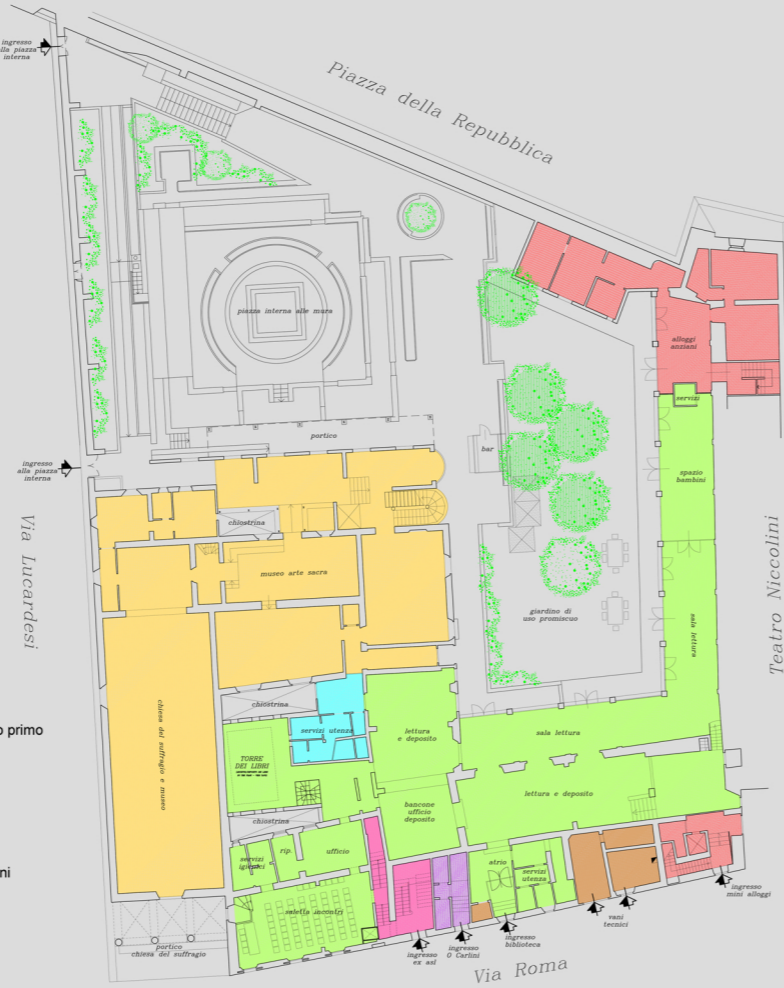 ingresso
alla piazza
interna
Piazza della Repubblica
piazza interna alle mura
alloggi
anziani
servizi
portico
bar
spazio
bambini
ingresso
alla piazza
interna
chiostrina
museo arte sacra
Via Lucardesi
Teatro Niccolini
giardino di
uso promiscuo
sala lettura
chiostrina
servizi utenza
lettura
e deposito
sala lettura
chiesa del suffragio e museo
o primo
TORRE
DEI LIBRI
lettura e deposito
bancone
ufficio
deposito
chiostrina
servizi
igienici
rip.
ufficio
atrio
servizi
utenza
ni
saletta incontri
ingresso
mini alloggi
vani
tecnici
portico
chiesa del suffragio
ingresso
ex asl
ingresso
O Carlini
ingresso
biblioteca
Via Roma